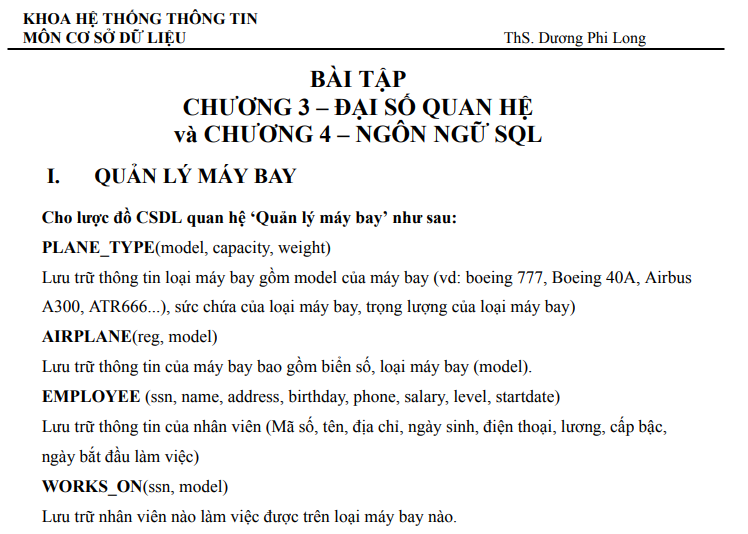 KHOA HỆ THỐNG THÔNG TIN
MÔN CƠ SỞ DỮ LIỆU ThS. Dương Phi Long
BÀI TẬP
CHƯƠNG 3 – ĐẠI SỐ QUAN HỆ
và CHƯƠNG 4 – NGÔN NGỮ SQL
I. QUẢN LÝ MÁY BAY
Cho lược đồ CSDL quan hệ ‘Quản lý máy bay’ như sau:
PLANE_TYPE(model, capacity, weight)
Lưu trữ thông tin loại máy bay gồm model của máy bay (vd: boeing 777, Boeing 40A, Airbus
A300, ATR666...), sức chứa của loại máy bay, trọng lượng của loại máy bay)
AIRPLANE(reg, model)
Lưu trữ thông tin của máy bay bao gồm biển số, loại máy bay (model).
EMPLOYEE (ssn, name, address, birthday, phone, salary, level, startdate)
Lưu trữ thông tin của nhân viên (Mã số, tên, địa chỉ, ngày sinh, điện thoại, lương, cấp bậc,
ngày bắt đầu làm việc)
WORKS_ON(ssn, model)
Lưu trữ nhân viên nào làm việc được trên loại máy bay nào.